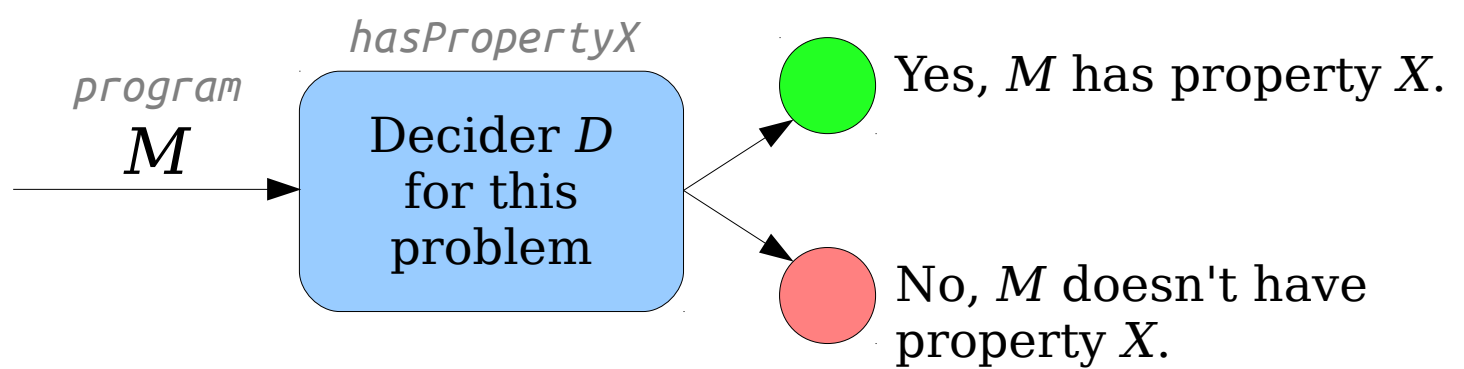 hasPropertyX
program
M
Decider D
for this
problem
Yes, M has property X.
No, M doesn't have
property X.